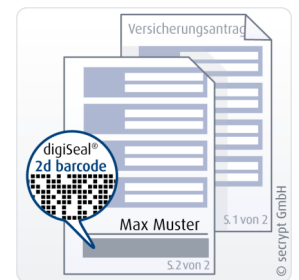 Versicherungsantrag
digiSeal®
2d barcode
Max Muster
S. 1 von 2
S. 2 von 2
© secrypt GmbH